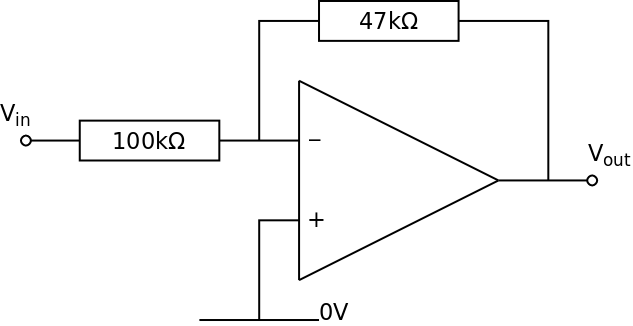 47kΩ
V_in
100kΩ
−
V_out
+
0V